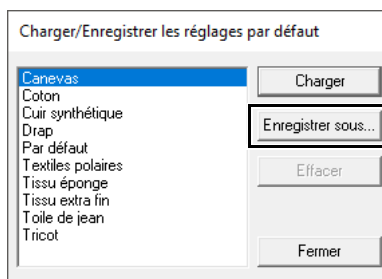 Charger/Enregistrer les réglages par défaut
Canevas
Coton
Cuir synthétique
Drap
Par défaut
Textiles polaires
Tissu éponge
Tissu extra fin
Toile de jean
Tricot
Charger
Enregistrer sous...
Effacer
Fermer